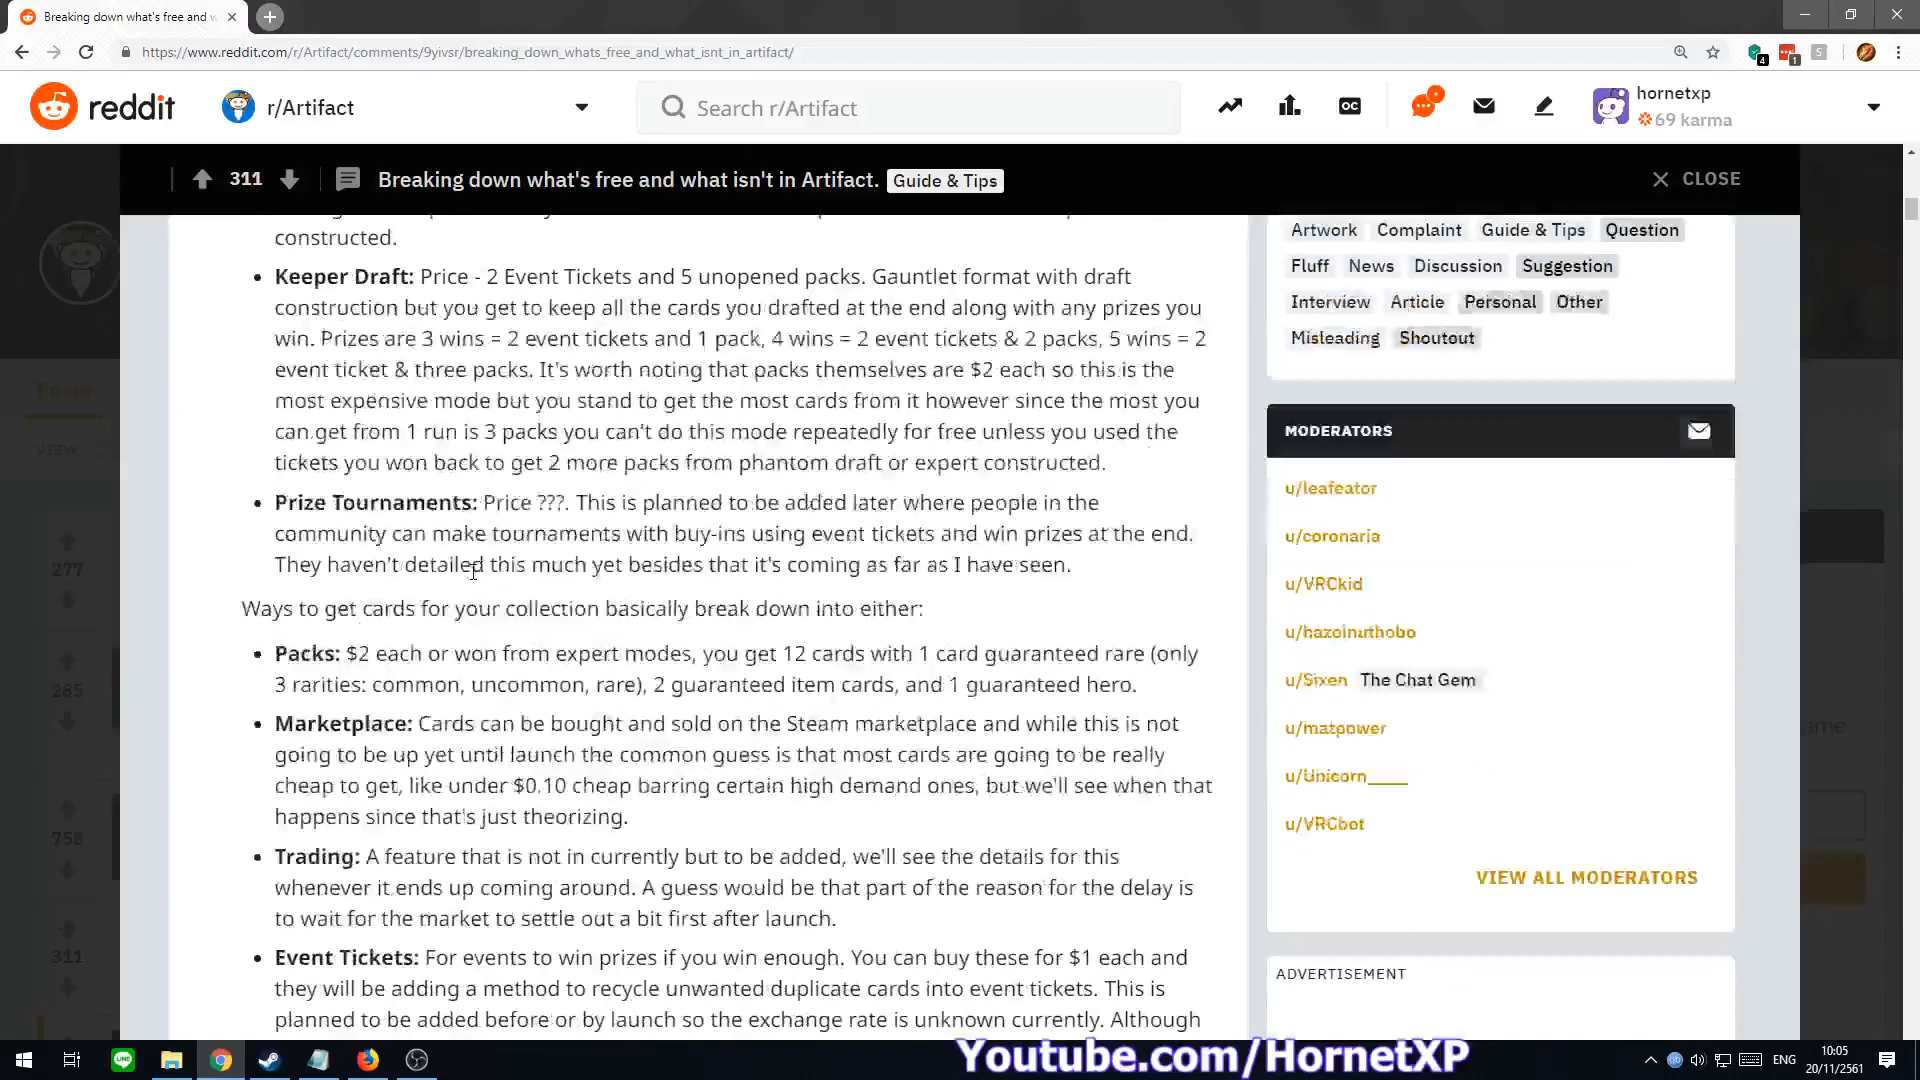 Breaking down what's free and w
https://www.reddit.com/r/Artifact/comments/9yivsr/breaking_down_whats_free_and_what_isnt_in_artifact/
4
1
S
reddit
r/Artifact
Search r/Artifact
OC
hornetxp
69 karma
311
Breaking down what's free and what isn't in Artifact.
Guide & Tips
CLOSE
constructed.
Keeper Draft: Price - 2 Event Tickets and 5 unopened packs. Gauntlet format with draft
construction but you get to keep all the cards you drafted at the end along with any prizes you
win. Prizes are 3 wins = 2 event tickets and 1 pack, 4 wins = 2 event tickets & 2 packs, 5 wins = 2
event ticket & three packs. It's worth noting that packs themselves are $2 each so this is the
most expensive mode but you stand to get the most cards from it however since the most you
can get from 1 run is 3 packs you can't do this mode repeatedly for free unless you used the
tickets you won back to get 2 more packs from phantom draft or expert constructed.
Prize Tournaments: Price ???. This is planned to be added later where people in the
community can make tournaments with buy-ins using event tickets and win prizes at the end.
They haven't detailed this much yet besides that it's coming as far as I have seen.
Ways to get cards for your collection basically break down into either:
Packs: $2 each or won from expert modes, you get 12 cards with 1 card guaranteed rare (only
3 rarities: common, uncommon, rare), 2 guaranteed item cards, and 1 guaranteed hero.
Marketplace: Cards can be bought and sold on the Steam marketplace and while this is not
going to be up yet until launch the common guess is that most cards are going to be really
cheap to get, like under $0.10 cheap barring certain high demand ones, but we'll see when that
happens since that's just theorizing.
Trading: A feature that is not in currently but to be added, we'll see the details for this
whenever it ends up coming around. A guess would be that part of the reason for the delay is
to wait for the market to settle out a bit first after launch.
Event Tickets: For events to win prizes if you win enough. You can buy these for $1 each and
they will be adding a method to recycle unwanted duplicate cards into event tickets. This is
planned to be added before or by launch so the exchange rate is unknown currently. Although
Artwork Complaint Guide & Tips Question
Fluff News Discussion Suggestion
Interview Article Personal Other
Misleading Shoutout
MODERATORS
u/leafeator
u/coronaria
u/VRCkid
u/hazelnuthobo
u/Sixen The Chat Gem
u/matpower
u/Unicorn_____
u/VRCbot
VIEW ALL MODERATORS
ADVERTISEMENT
VIEW
277
285
758
311
Youtube.com/HornetXP
ENG
10:05
20/11/2561